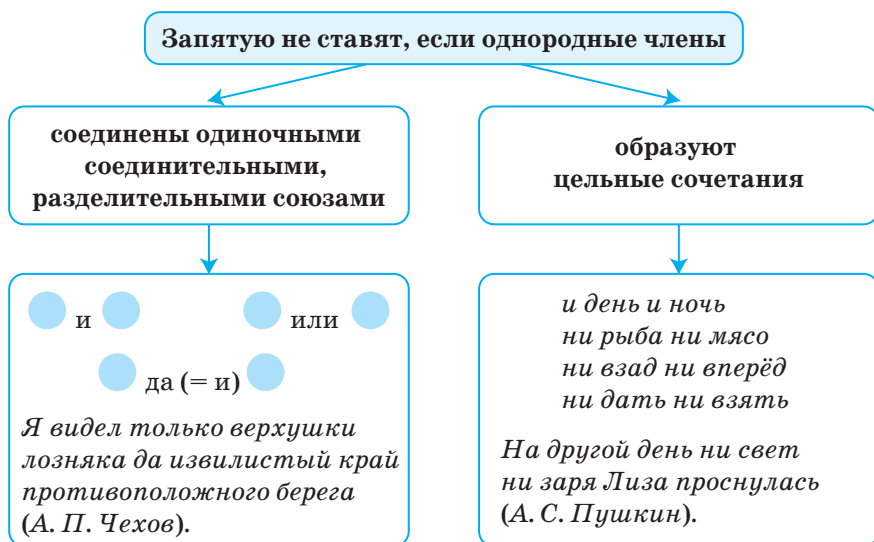 Запятую не ставят, если однородные члены
соединены одиночными
соединительными,
разделительными союзами
образуют
цельные сочетания
и
или
да (= и)
Я видел только верхушки
лозняка да извилистый край
противоположного берега
(А. П. Чехов).
и день и ночь
ни рыба ни мясо
ни взад ни вперёд
ни дать ни взять
На другой день ни свет
ни заря Лиза проснулась
(А. С. Пушкин).